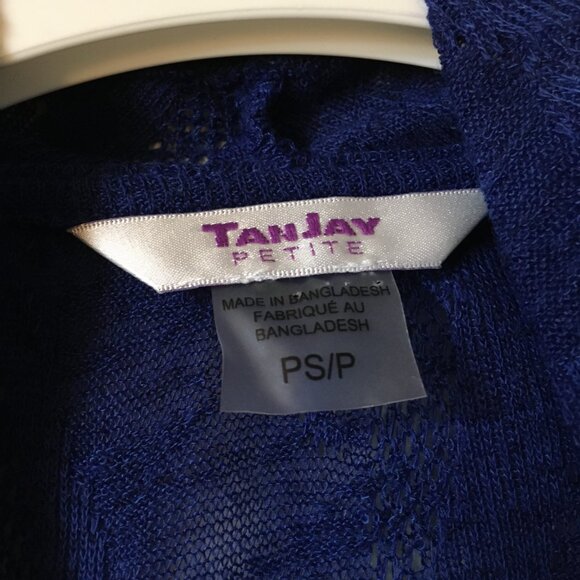 TANJAY
PETITE
MADE IN BANGLADESH
FABRIQUÉ AU
BANGLADESH
PS/P